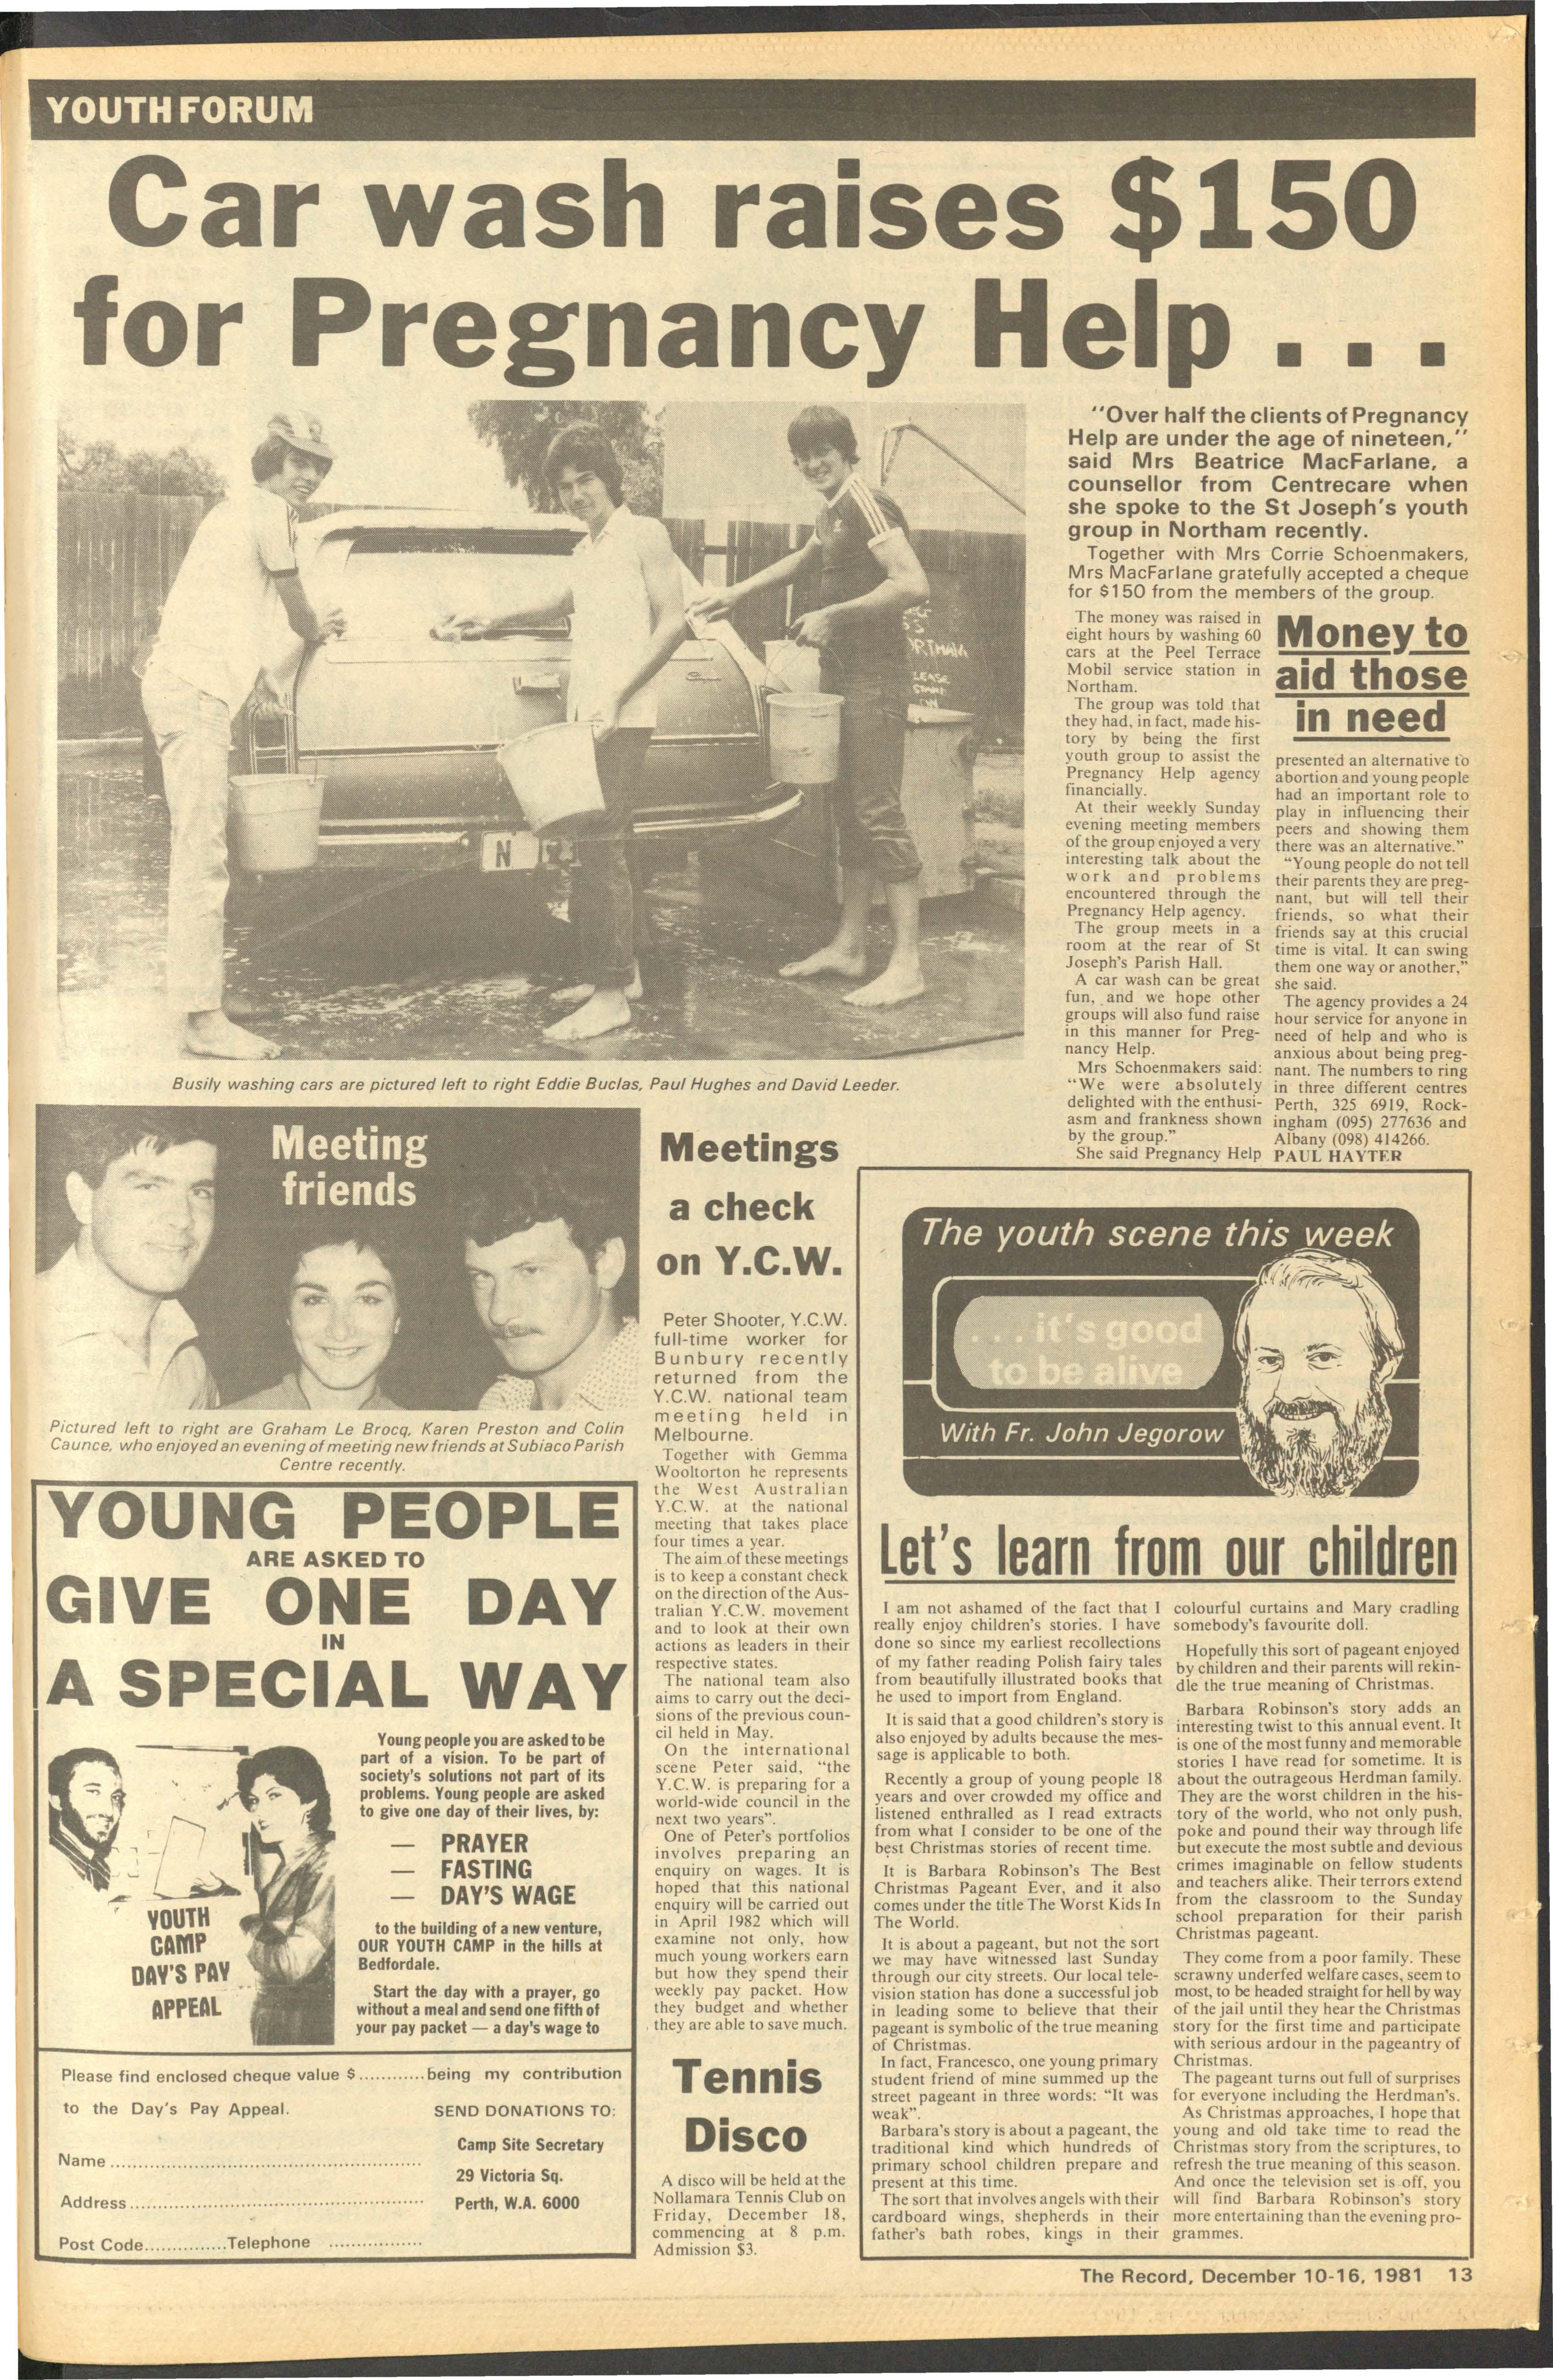 YOUTH FORUM
Car wash raises $150
for Pregnancy Help . . .
"Over half the clients of Pregnancy
Help are under the age of nineteen,"
said Mrs Beatrice MacFarlane, a
counsellor from Centrecare when
she spoke to the St Joseph's youth
group in Northam recently.
Together with Mrs Corrie Schoenmakers,
Mrs MacFarlane gratefully accepted a cheque
for $150 from the members of the group.
The money was raised in
eight hours by washing 60
cars at the Peel Terrace
Mobil service station in
Northam.
The group was told that
they had, in fact, made his-
tory by being the first
youth group to assist the
Pregnancy Help agency
financially.
At their weekly Sunday
evening meeting members
of the group enjoyed a very
interesting talk about the
work and problems
encountered through the
Pregnancy Help agency.
The group meets in a
room at the rear of St
Joseph's Parish Hall.
A car wash can be great
fun, and we hope other
groups will also fund raise
in this manner for Preg-
nancy Help.
Mrs Schoenmakers said:
"We were absolutely
delighted with the enthusi-
asm and frankness shown
by the group."
She said Pregnancy Help
Money to
aid those
in need
presented an alternative to
abortion and young people
had an important role to
play in influencing their
peers and showing them
there was an alternative."
"Young people do not tell
their parents they are preg-
nant, but will tell their
friends, so what their
friends say at this crucial
time is vital. It can swing
them one way or another,"
she said.
The agency provides a 24
hour service for anyone in
need of help and who is
anxious about being preg-
nant. The numbers to ring
in three different centres
Perth, 325 6919, Rock-
ingham (095) 277636 and
Albany (098) 414266.
PAUL HAYTER
N
Busily washing cars are pictured left to right Eddie Buclas, Paul Hughes and David Leeder.
Meeting
friends
Pictured left to right are Graham Le Brocq, Karen Preston and Colin
Caunce, who enjoyed an evening of meeting new friends at Subiaco Parish
Centre recently.
YOUNG PEOPLE
ARE ASKED TO
GIVE ONE DAY
IN
A SPECIAL WAY
Young people you are asked to be
part of a vision. To be part of
society's solutions not part of its
problems. Young people are asked
to give one day of their lives, by:
— PRAYER
— FASTING
— DAY'S WAGE
to the building of a new venture,
OUR YOUTH CAMP in the hills at
Bedfordale.
Start the day with a prayer, go
without a meal and send one fifth of
your pay packet — a day's wage to
YOUTH
CAMP
DAY'S PAY
APPEAL
Please find enclosed cheque value $............being my contribution
to the Day's Pay Appeal.
SEND DONATIONS TO:
Camp Site Secretary
29 Victoria Sq.
Perth, W.A. 6000
Name ....................................................
Address ....................................................
Post Code...............Telephone .................
Meetings
a check
on Y.C.W.
Peter Shooter, Y.C.W.
full-time worker for
Bunbury recently
returned from the
Y.C.W. national team
meeting held in
Melbourne.
Together with Gemma
Wooltorton he represents
the West Australian
Y.C.W. at the national
meeting that takes place
four times a year.
The aim of these meetings
is to keep a constant check
on the direction of the Aus-
tralian Y.C.W. movement
and to look at their own
actions as leaders in their
respective states.
The national team also
aims to carry out the deci-
sions of the previous coun-
cil held in May.
On the international
scene Peter said, "the
Y.C.W. is preparing for a
world-wide council in the
next two years".
One of Peter's portfolios
involves preparing an
enquiry on wages. It is
hoped that this national
enquiry will be carried out
in April 1982 which will
examine not only, how
much young workers earn
but how they spend their
weekly pay packet. How
they budget and whether
they are able to save much.
Tennis
Disco
A disco will be held at the
Nollamara Tennis Club on
Friday, December 18,
commencing at 8 p.m.
Admission $3.
The youth scene this week
. . . it's good
to be alive
With Fr. John Jegorow
Let's learn from our children
I am not ashamed of the fact that I
really enjoy children's stories. I have
done so since my earliest recollections
of my father reading Polish fairy tales
from beautifully illustrated books that
he used to import from England.
It is said that a good children's story is
also enjoyed by adults because the mes-
sage is applicable to both.
Recently a group of young people 18
years and over crowded my office and
listened enthralled as I read extracts
from what I consider to be one of the
best Christmas stories of recent time.
It is Barbara Robinson's The Best
Christmas Pageant Ever, and it also
comes under the title The Worst Kids In
The World.
It is about a pageant, but not the sort
we may have witnessed last Sunday
through our city streets. Our local tele-
vision station has done a successful job
in leading some to believe that their
pageant is symbolic of the true meaning
of Christmas.
In fact, Francesco, one young primary
student friend of mine summed up the
street pageant in three words: "It was
weak".
Barbara's story is about a pageant, the
traditional kind which hundreds of
primary school children prepare and
present at this time.
The sort that involves angels with their
cardboard wings, shepherds in their
father's bath robes, kings in their
colourful curtains and Mary cradling
somebody's favourite doll.
Hopefully this sort of pageant enjoyed
by children and their parents will rekin-
dle the true meaning of Christmas.
Barbara Robinson's story adds an
interesting twist to this annual event. It
is one of the most funny and memorable
stories I have read for sometime. It is
about the outrageous Herdman family.
They are the worst children in the his-
tory of the world, who not only push,
poke and pound their way through life
but execute the most subtle and devious
crimes imaginable on fellow students
and teachers alike. Their terrors extend
from the classroom to the Sunday
school preparation for their parish
Christmas pageant.
They come from a poor family. These
scrawny underfed welfare cases, seem to
most, to be headed straight for hell by way
of the jail until they hear the Christmas
story for the first time and participate
with serious ardour in the pageantry of
Christmas.
The pageant turns out full of surprises
for everyone including the Herdman's.
As Christmas approaches, I hope that
young and old take time to read the
Christmas story from the scriptures, to
refresh the true meaning of this season.
And once the television set is off, you
will find Barbara Robinson's story
more entertaining than the evening pro-
grammes.
The Record, December 10-16, 1981 13